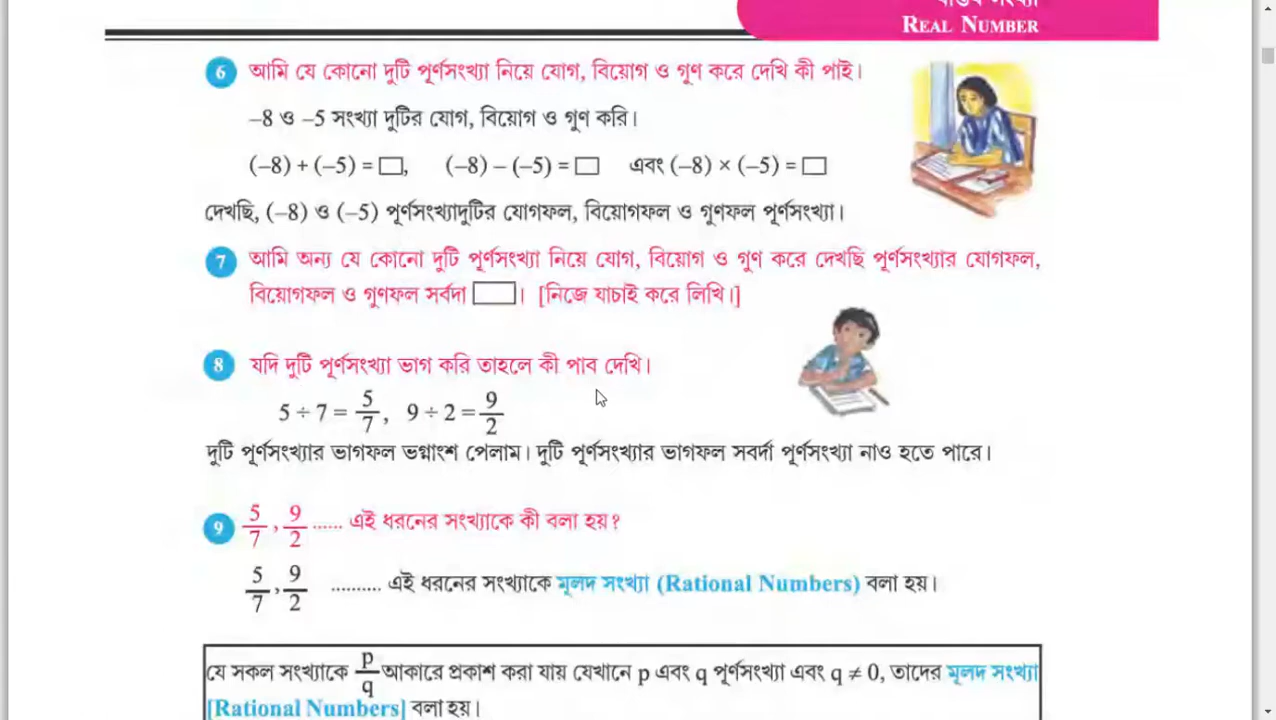 বাস্তব সংখ্যা
REAL NUMBER
6 আমি যে কোনো দুটি পূর্ণসংখ্যা নিয়ে যোগ, বিয়োগ ও গুণ করে দেখি কী পাই।
–8 ও –5 সংখ্যা দুটির যোগ, বিয়োগ ও গুণ করি।
(–8) + (–5) = □, (–8) – (–5) = □ এবং (–8) × (–5) = □
দেখছি, (–8) ও (–5) পূর্ণসংখ্যাদুটির যোগফল, বিয়োগফল ও গুণফল পূর্ণসংখ্যা।
7 আমি অন্য যে কোনো দুটি পূর্ণসংখ্যা নিয়ে যোগ, বিয়োগ ও গুণ করে দেখছি পূর্ণসংখ্যার যোগফল,
বিয়োগফল ও গুণফল সর্বদা □। [নিজে যাচাই করে লিখি।]
8 যদি দুটি পূর্ণসংখ্যা ভাগ করি তাহলে কী পাব দেখি।
5 ÷ 7 = 5/7, 9 ÷ 2 = 9/2
দুটি পূর্ণসংখ্যার ভাগফল ভগ্নাংশ পেলাম। দুটি পূর্ণসংখ্যার ভাগফল সবর্দা পূর্ণসংখ্যা নাও হতে পারে।
9 5/7, 9/2 ...... এই ধরনের সংখ্যাকে কী বলা হয়?
5/7, 9/2 .......... এই ধরনের সংখ্যাকে মূলদ সংখ্যা (Rational Numbers) বলা হয়।
যে সকল সংখ্যাকে p/q আকারে প্রকাশ করা যায় যেখানে p এবং q পূর্ণসংখ্যা এবং q ≠ 0, তাদের মূলদ সংখ্যা
[Rational Numbers] বলা হয়।